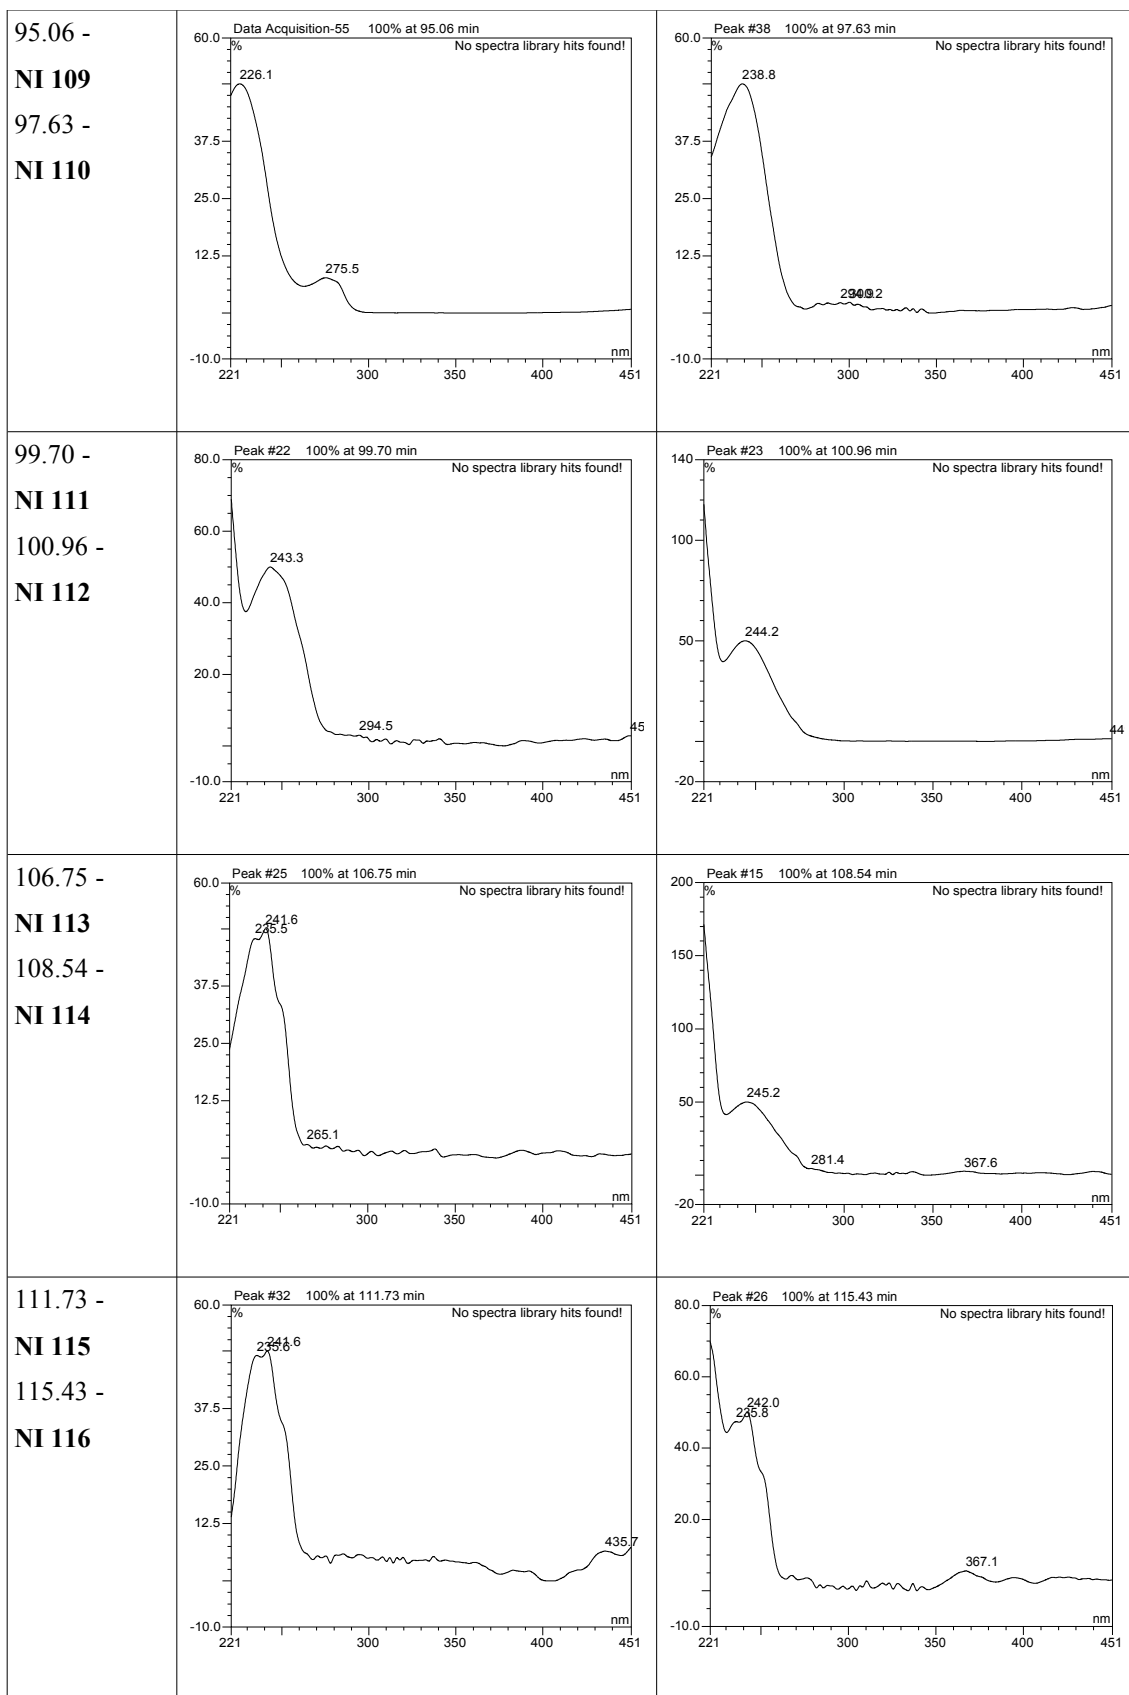 95.06 -
NI 109
97.63 -
NI 110
Data Acquisition-55 100% at 95.06 min
60.0
%
No spectra library hits found!
226.1
37.5
25.0
12.5
275.5
-10.0
nm
221 300 350 400 451
Peak #38 100% at 97.63 min
60.0
%
No spectra library hits found!
238.8
37.5
25.0
12.5
-10.0
nm
221 300 350 400 451
99.70 -
NI 111
100.96 -
NI 112
Peak #22 100% at 99.70 min
80.0
%
No spectra library hits found!
60.0
243.3
40.0
20.0
294.5
45
-10.0
nm
221 300 350 400 451
Peak #23 100% at 100.96 min
140
%
No spectra library hits found!
100
244.2
50
44
-20
nm
221 300 350 400 451
106.75 -
NI 113
108.54 -
NI 114
Peak #25 100% at 106.75 min
60.0
%
No spectra library hits found!
241.6
235.5
37.5
25.0
12.5
265.1
-10.0
nm
221 300 350 400 451
Peak #15 100% at 108.54 min
200
%
No spectra library hits found!
150
100
245.2
50
281.4
367.6
-20
nm
221 300 350 400 451
111.73 -
NI 115
115.43 -
NI 116
Peak #32 100% at 111.73 min
60.0
%
No spectra library hits found!
241.6
235.6
37.5
25.0
12.5
435.7
-10.0
nm
221 300 350 400 451
Peak #26 100% at 115.43 min
80.0
%
No spectra library hits found!
60.0
242.0
235.8
40.0
20.0
367.1
-10.0
nm
221 300 350 400 451